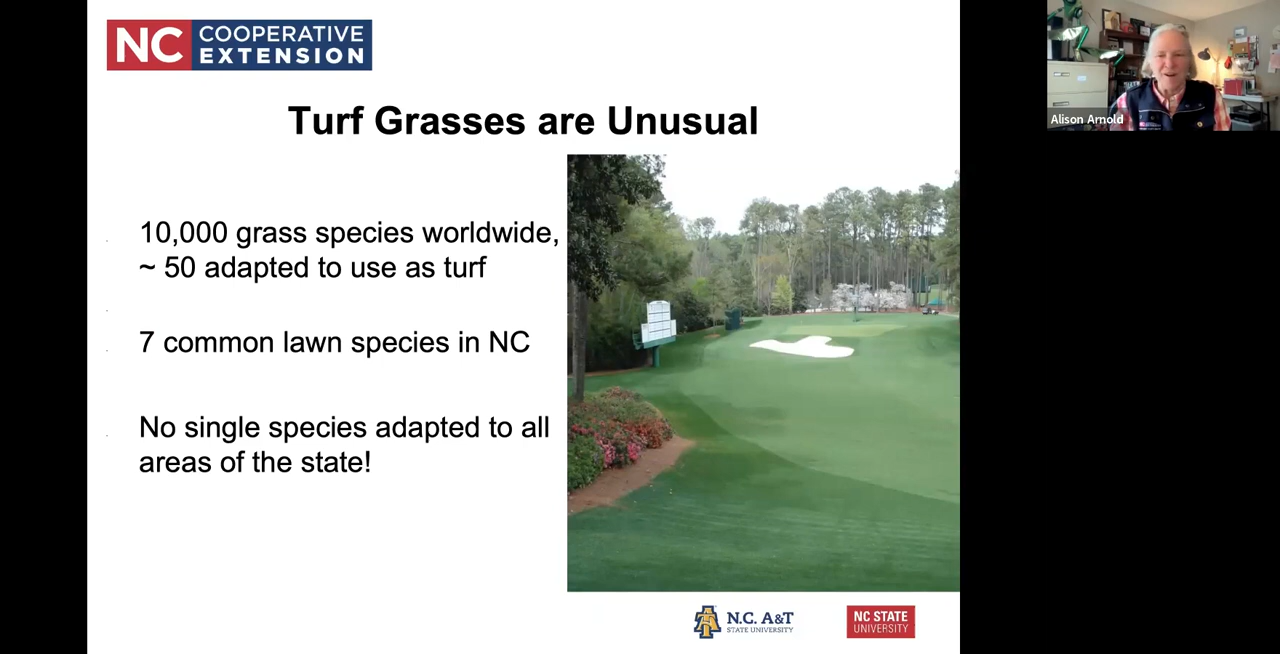 NC COOPERATIVE
EXTENSION
Alison Arnold
Turf Grasses are Unusual
10,000 grass species worldwide,
~ 50 adapted to use as turf
7 common lawn species in NC
No single species adapted to all
areas of the state!
N.C. A&T
STATE UNIVERSITY
NC STATE
UNIVERSITY